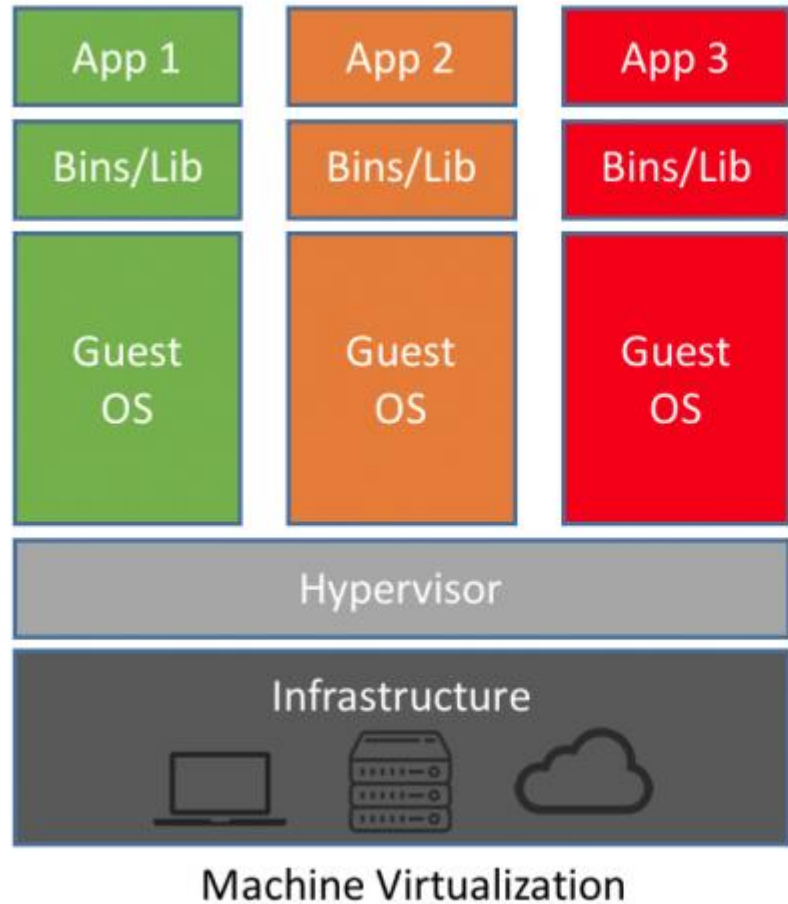 App 1
App 2
App 3
Bins/Lib
Bins/Lib
Bins/Lib
Guest
OS
Guest
OS
Guest
OS
Hypervisor
Infrastructure
Machine Virtualization